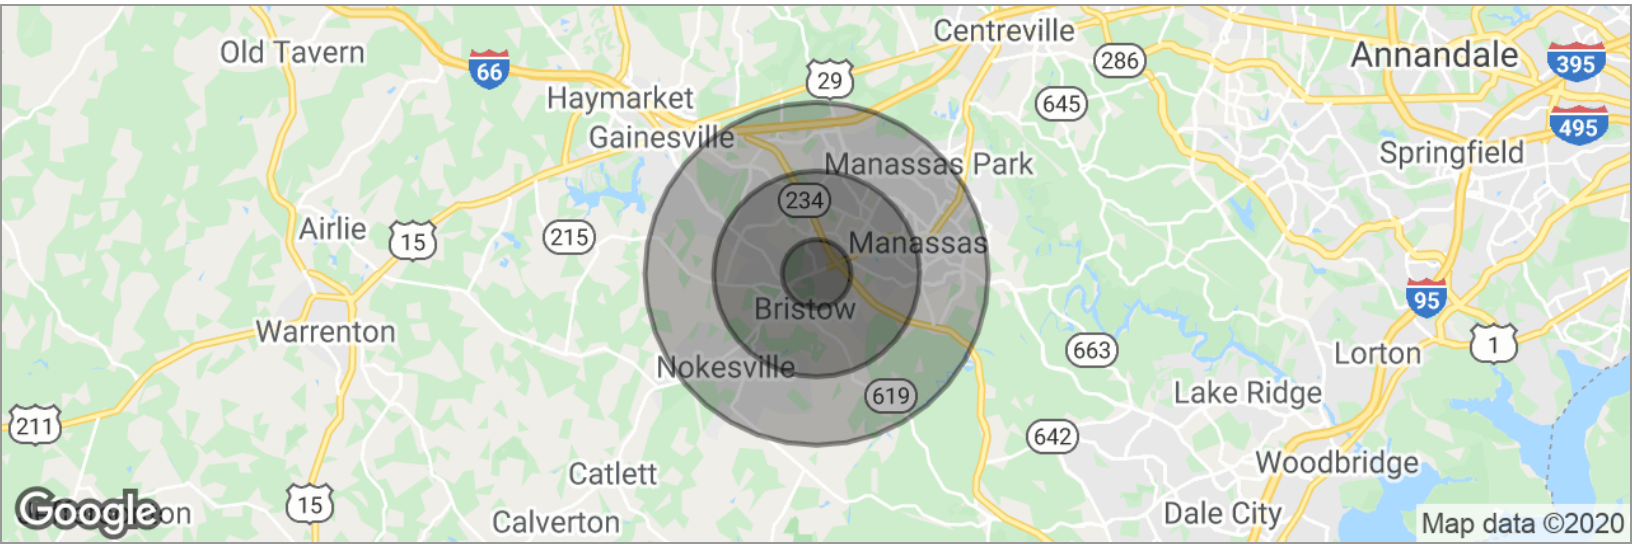 Centreville
Old Tavern
286
Annandale
395
66
29
Haymarket
645
495
Gainesville
Manassas Park
Springfield
234
Airlie
15
215
Manassas
95
Bristow
Warrenton
663
Lorton
1
Nokesville
619
Lake Ridge
211
642
Catlett
Woodbridge
15
Google
Calverton
Dale City
Map data ©2020